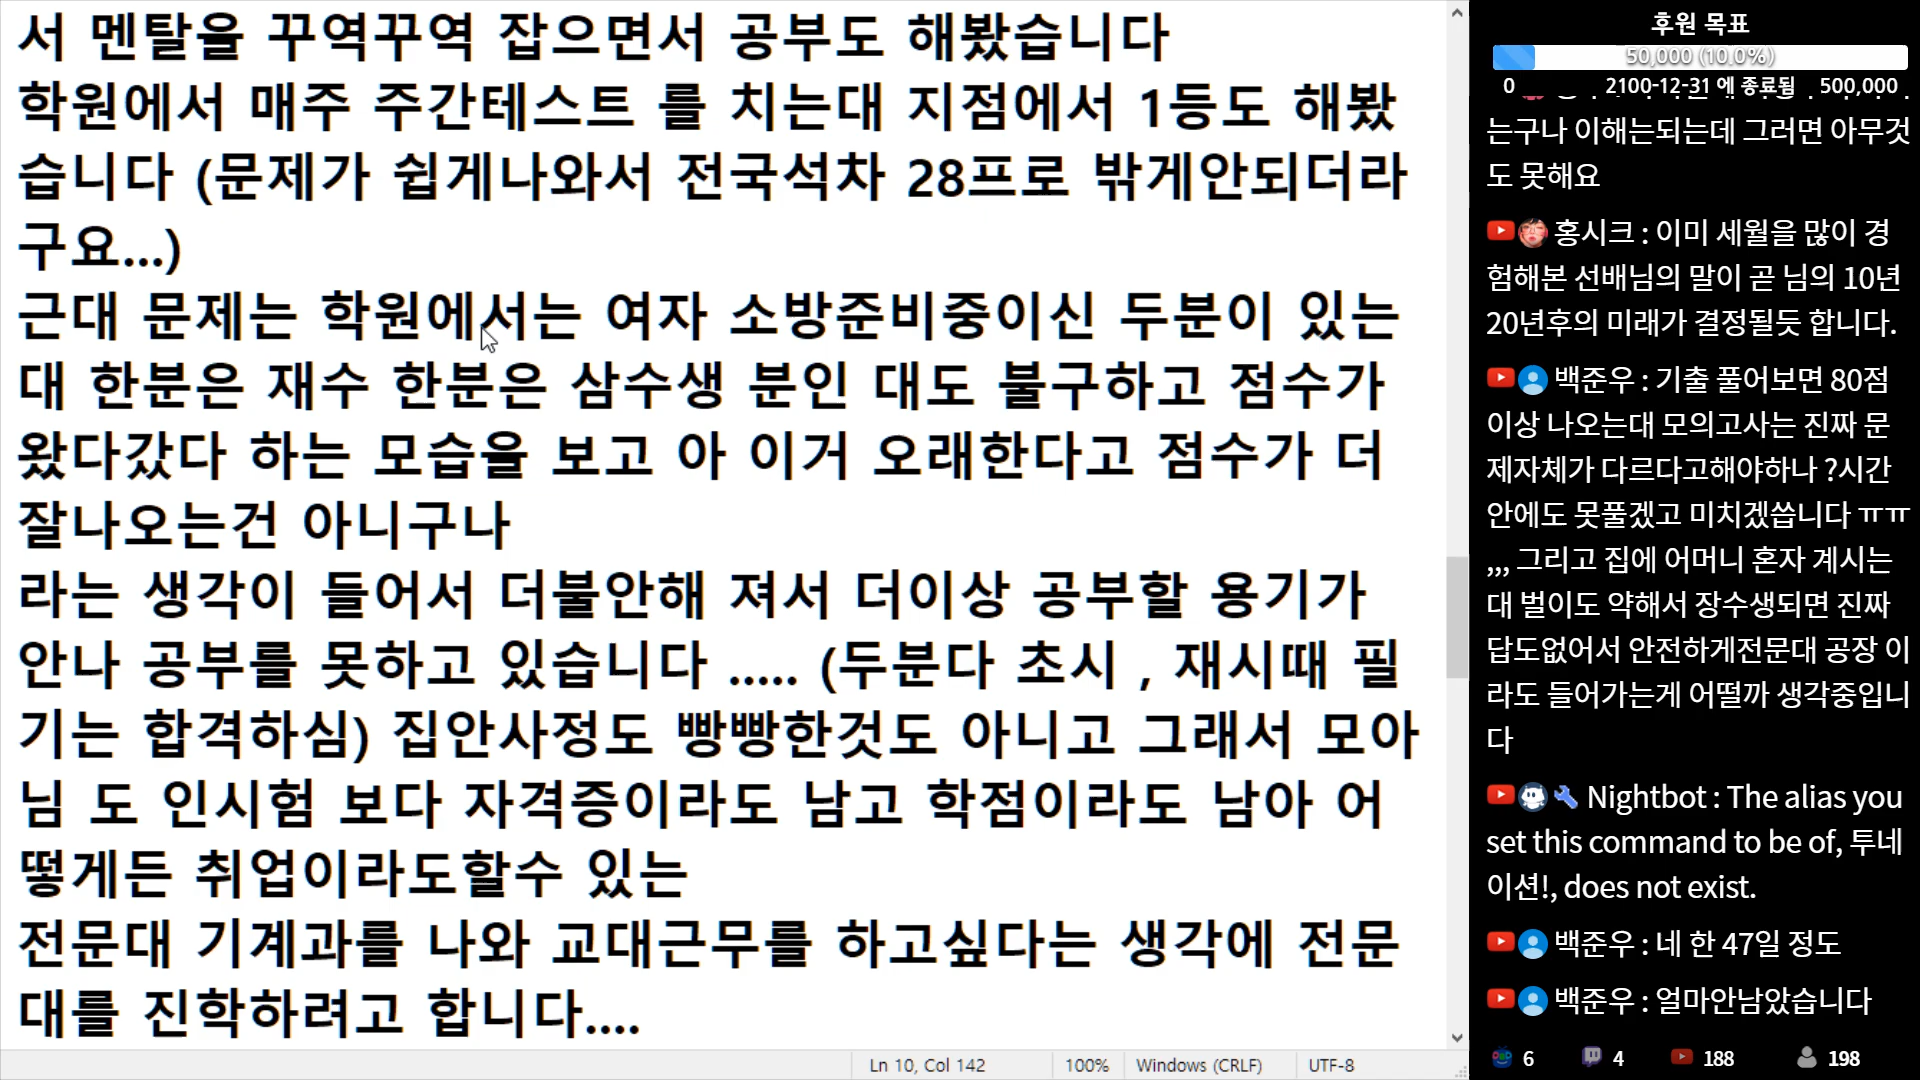 서 멘탈을 꾸역꾸역 잡으면서 공부도 해봤습니다
학원에서 매주 주간테스트 를 치는대 지점에서 1등도 해봤
습니다 (문제가 쉽게나와서 전국석차 28프로 밖게안되더라
구요...)
근대 문제는 학원에서는 여자 소방준비중이신 두분이 있는
대 한분은 재수 한분은 삼수생 분인 대도 불구하고 점수가
왔다갔다 하는 모습을 보고 아 이거 오래한다고 점수가 더
잘나오는건 아니구나
라는 생각이 들어서 더불안해 져서 더이상 공부할 용기가
안나 공부를 못하고 있습니다 ..... (두분다 초시 , 재시때 필
기는 합격하심) 집안사정도 빵빵한것도 아니고 그래서 모아
님 도 인시험 보다 자격증이라도 남고 학점이라도 남아 어
떻게든 취업이라도할수 있는
전문대 기계과를 나와 교대근무를 하고싶다는 생각에 전문
대를 진학하려고 합니다....
Ln 10, Col 142
100%
Windows (CRLF)
UTF-8
후원 목표
50,000 (10.0%)
0 2100-12-31 에 종료됨 500,000
는구나 이해는되는데 그러면 아무것
도 못해요
홍시크 : 이미 세월을 많이 경
험해본 선배님의 말이 곧 님의 10년
20년후의 미래가 결정될듯 합니다.
백준우 : 기출 풀어보면 80점
이상 나오는대 모의고사는 진짜 문
제자체가 다르다고해야하나 ?시간
안에도 못풀겠고 미치겠씁니다 ㅠㅠ
,,, 그리고 집에 어머니 혼자 계시는
대 벌이도 약해서 장수생되면 진짜
답도없어서 안전하게전문대 공장 이
라도 들어가는게 어떨까 생각중입니
다
Nightbot : The alias you
set this command to be of, 투네
이션!, does not exist.
백준우 : 네 한 47일 정도
백준우 : 얼마안남았습니다
6 4 188 198